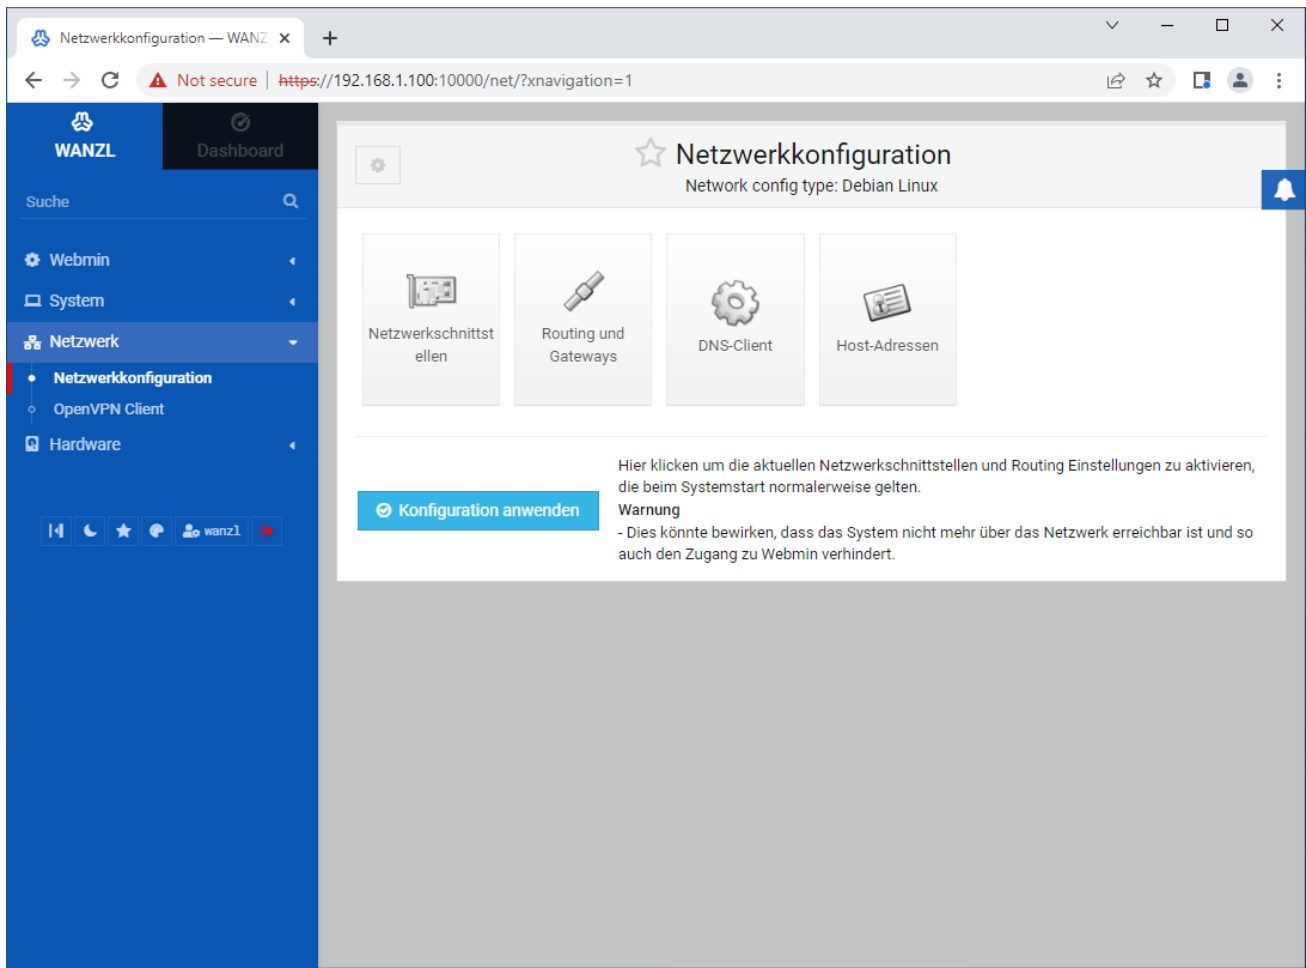 Netzwerkkonfiguration — WANZ
Not secure
https://192.168.1.100:10000/net/?xnavigation=1
WANZL
Dashboard
Suche
Webmin
System
Netzwerk
Netzwerkkonfiguration
OpenVPN Client
Hardware
wanzl
Netzwerkkonfiguration
Network config type: Debian Linux
Netzwerkschnittst
ellen
Routing und
Gateways
DNS-Client
Host-Adressen
Konfiguration anwenden
Hier klicken um die aktuellen Netzwerkschnittstellen und Routing Einstellungen zu aktivieren,
die beim Systemstart normalerweise gelten.
Warnung
- Dies könnte bewirken, dass das System nicht mehr über das Netzwerk erreichbar ist und so
auch den Zugang zu Webmin verhindert.